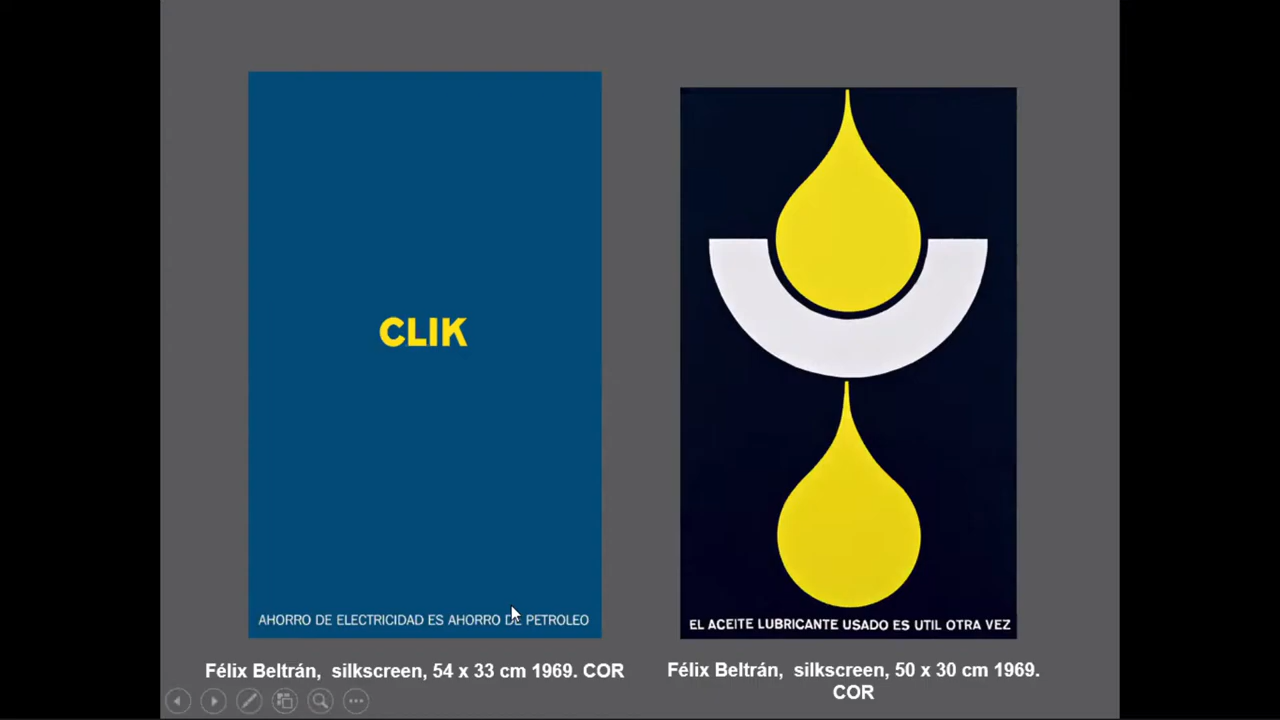 CLIK
AHORRO DE ELECTRICIDAD ES AHORRO DE PETROLEO
Félix Beltrán, silkscreen, 54 x 33 cm 1969. COR
EL ACEITE LUBRICANTE USADO ES UTIL OTRA VEZ
Félix Beltrán, silkscreen, 50 x 30 cm 1969.
COR